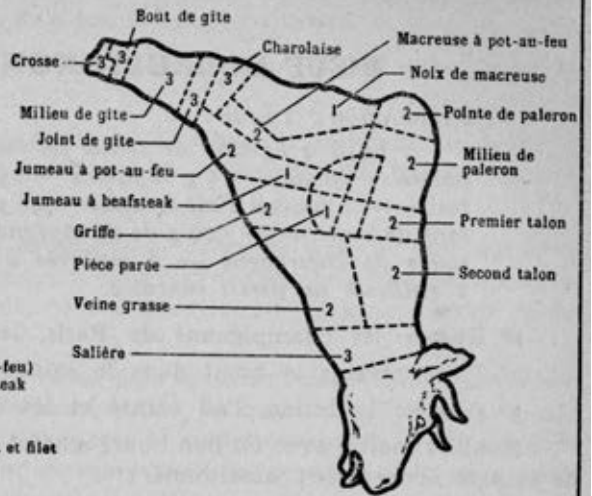 Bout de gîte
Crosse
Charolaise
Macreuse à pot-au-feu
Noix de macreuse
Milieu de gîte
Joint de gîte
Pointe de paleron
Jumeau à pot-au-feu
Milieu de paleron
Jumeau à beafsteak
Griffe
Premier talon
Pièce parée
Second talon
Veine grasse
Salière
-feu)
eak
et filet
3
3
3
3
3
3
2
1
2
2
2
1
2
1
2
2
2
3